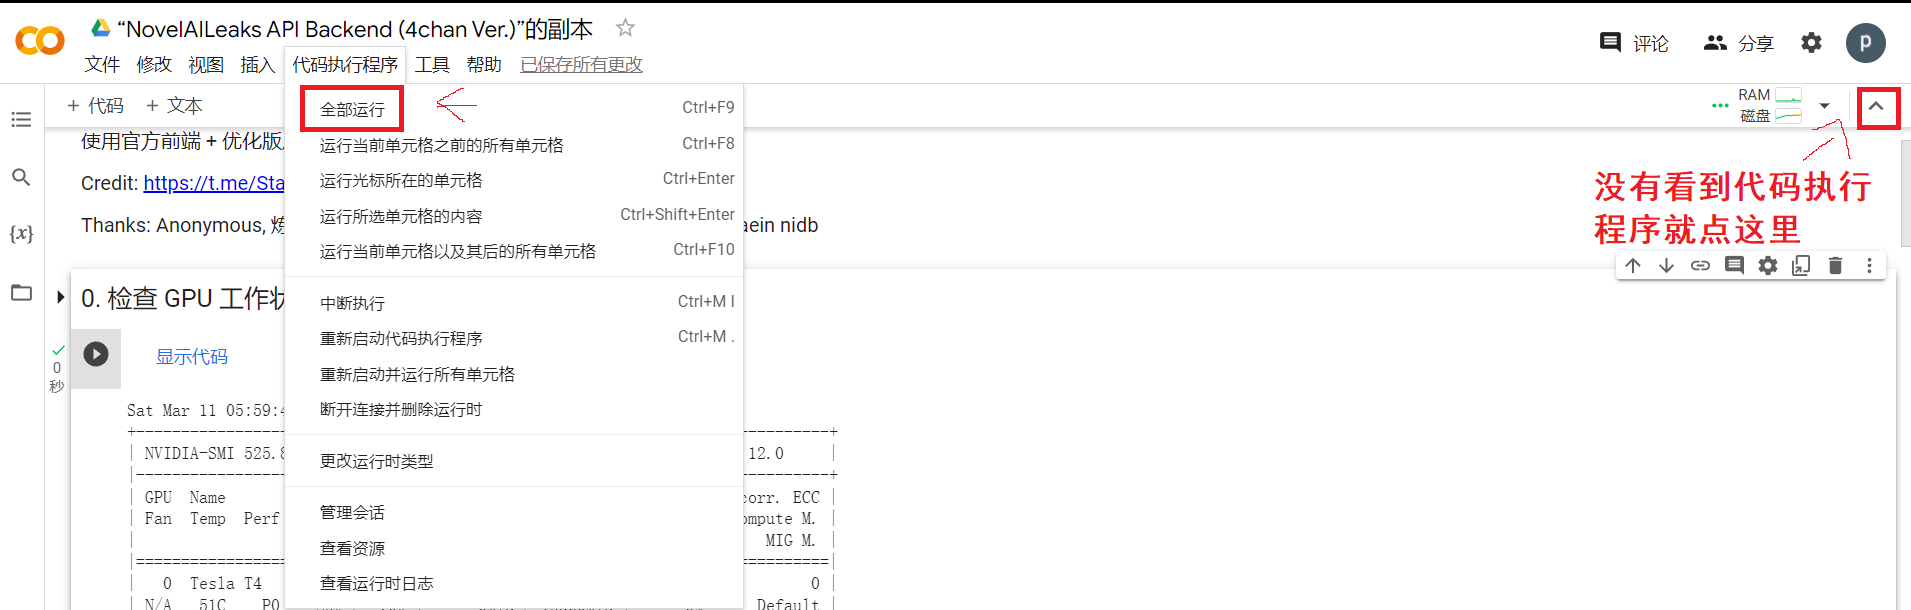 “NovelAILeaks API Backend (4chan Ver.)”的副本
评论
分享
p
文件 修改 视图 插入 代码执行程序 工具 帮助 已保存所有更改
+ 代码 + 文本
RAM
磁盘
全部运行 Ctrl+F9
运行当前单元格之前的所有单元格 Ctrl+F8
运行光标所在的单元格 Ctrl+Enter
运行所选单元格的内容 Ctrl+Shift+Enter
运行当前单元格以及其后的所有单元格 Ctrl+F10
中断执行 Ctrl+M I
重新启动代码执行程序 Ctrl+M .
重新启动并运行所有单元格
断开连接并删除运行时
更改运行时类型
管理会话
查看资源
查看运行时日志
没有看到代码执行
程序就点这里
使用官方前端 + 优化版
Credit: https://t.me/Sta
Thanks: Anonymous, aein nidb
{x}
0. 检查 GPU 工作
显示代码
0
秒
Sat Mar 11 05:59:4
NVIDIA-SMI 525.8 12.0
GPU Name corr. ECC
Fan Temp Perf ompute M.
MIG M.
0 Tesla T4 0
N/A 51C P0 Default